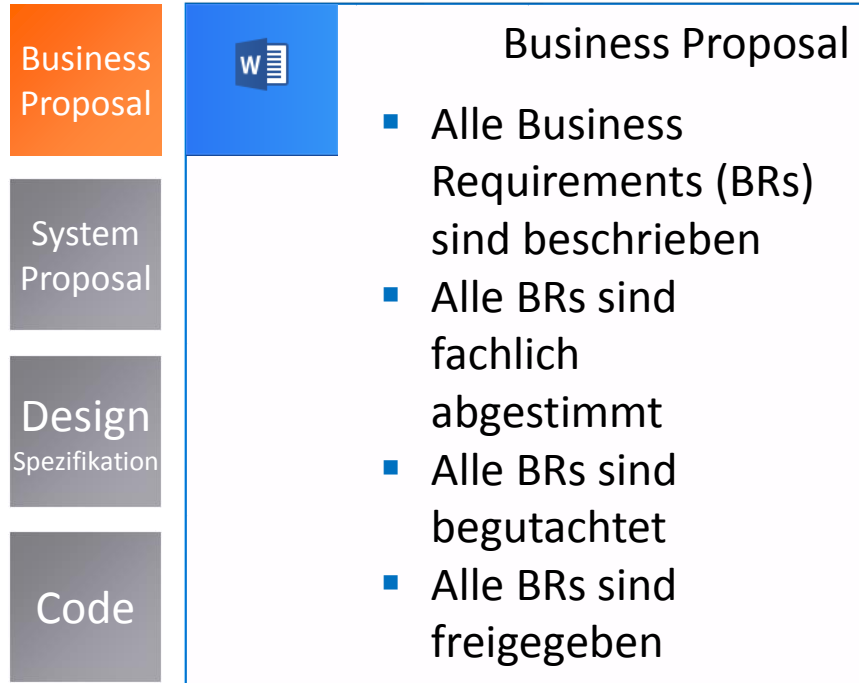 Business
Proposal
System
Proposal
Design
Spezifikation
Code
W
Business Proposal
▪ Alle Business
Requirements (BRs)
sind beschrieben
▪ Alle BRs sind
fachlich
abgestimmt
▪ Alle BRs sind
begutachtet
▪ Alle BRs sind
freigegeben